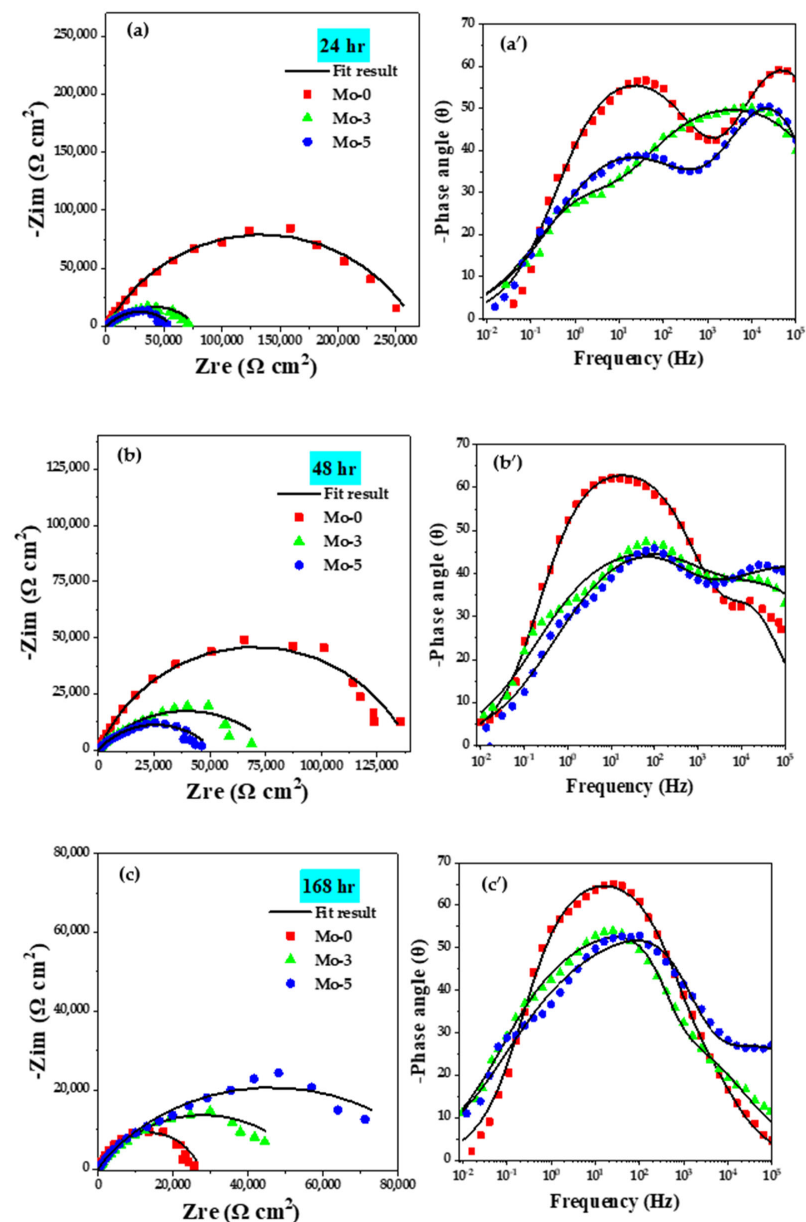 (a)
24 hr
Fit result
Mo-0
Mo-3
Mo-5
-Zim (Ω cm²)
250,000
200,000
150,000
100,000
50,000
0
0 50,000 100,000 150,000 200,000 250,000
Zre (Ω cm²)
(a′)
-Phase angle (θ)
70
60
50
40
30
20
10
0
10⁻² 10⁻¹ 10⁰ 10¹ 10² 10³ 10⁴ 10⁵
Frequency (Hz)
(b)
48 hr
Fit result
Mo-0
Mo-3
Mo-5
-Zim (Ω cm²)
125,000
100,000
75,000
50,000
25,000
0
0 25,000 50,000 75,000 100,000 125,000
Zre (Ω cm²)
(b′)
-Phase angle (θ)
70
60
50
40
30
20
10
0
10⁻² 10⁻¹ 10⁰ 10¹ 10² 10³ 10⁴ 10⁵
Frequency (Hz)
(c)
168 hr
Fit result
Mo-0
Mo-3
Mo-5
-Zim (Ω cm²)
80,000
60,000
40,000
20,000
0
0 20,000 40,000 60,000 80,000
Zre (Ω cm²)
(c′)
-Phase angle (θ)
70
60
50
40
30
20
10
0
10⁻² 10⁻¹ 10⁰ 10¹ 10² 10³ 10⁴ 10⁵
Frequency (Hz)